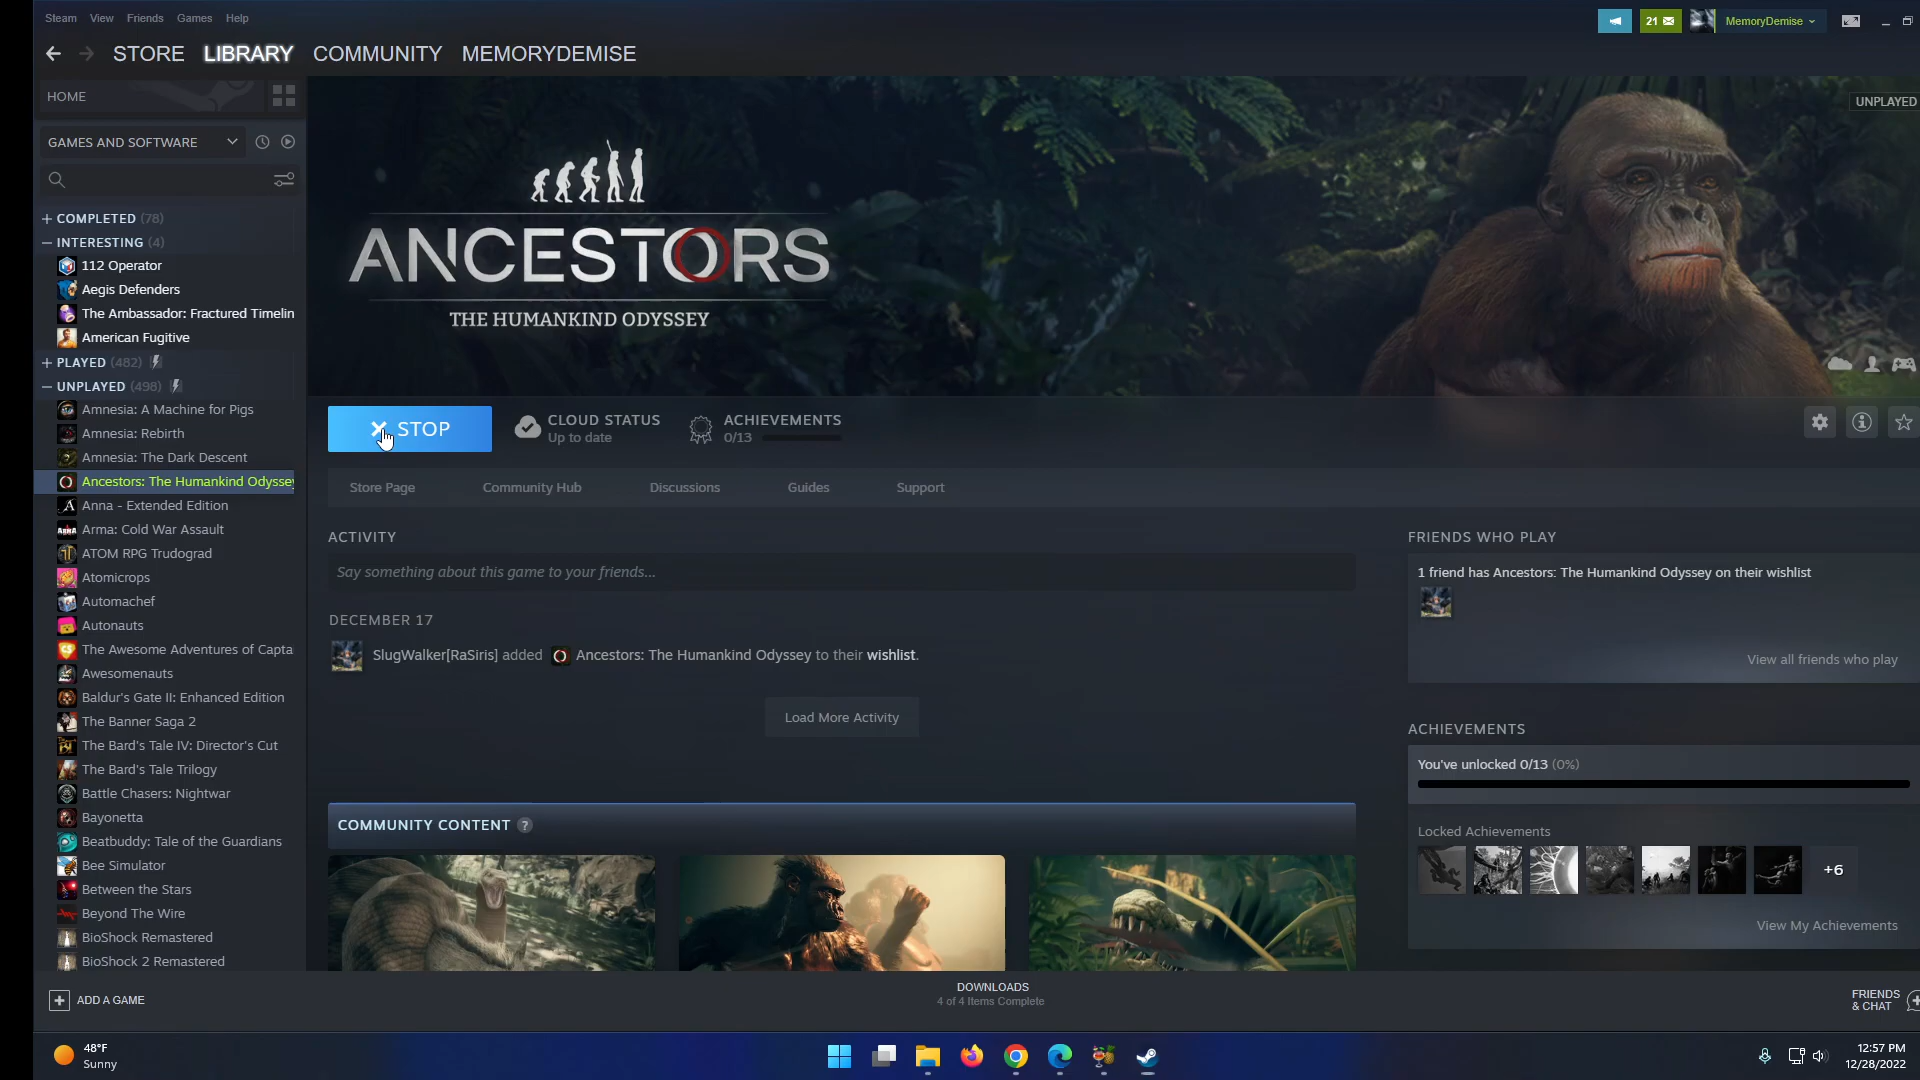 Steam View Friends Games Help
21
MemoryDemise
STORE LIBRARY COMMUNITY MEMORYDEMISE
HOME
UNPLAYED
GAMES AND SOFTWARE
ANCESTORS
THE HUMANKIND ODYSSEY
+ COMPLETED (78)
— INTERESTING (4)
112 Operator
Aegis Defenders
The Ambassador: Fractured Timelin
American Fugitive
+ PLAYED (482)
— UNPLAYED (498)
Amnesia: A Machine for Pigs
Amnesia: Rebirth
Amnesia: The Dark Descent
Ancestors: The Humankind Odyssey
Anna - Extended Edition
Arma: Cold War Assault
ATOM RPG Trudograd
Atomicrops
Automachef
Autonauts
The Awesome Adventures of Capta
Awesomenauts
Baldur's Gate II: Enhanced Edition
The Banner Saga 2
The Bard's Tale IV: Director's Cut
The Bard's Tale Trilogy
Battle Chasers: Nightwar
Bayonetta
Beatbuddy: Tale of the Guardians
Bee Simulator
Between the Stars
Beyond The Wire
BioShock Remastered
BioShock 2 Remastered
STOP
CLOUD STATUS
Up to date
ACHIEVEMENTS
0/13
Store Page Community Hub Discussions Guides Support
ACTIVITY
Say something about this game to your friends...
DECEMBER 17
SlugWalker[RaSiris] added Ancestors: The Humankind Odyssey to their wishlist.
Load More Activity
COMMUNITY CONTENT ?
FRIENDS WHO PLAY
1 friend has Ancestors: The Humankind Odyssey on their wishlist
View all friends who play
ACHIEVEMENTS
You've unlocked 0/13 (0%)
Locked Achievements
+6
View My Achievements
ADD A GAME
DOWNLOADS
4 of 4 Items Complete
FRIENDS
& CHAT
48°F
Sunny
12:57 PM
12/28/2022